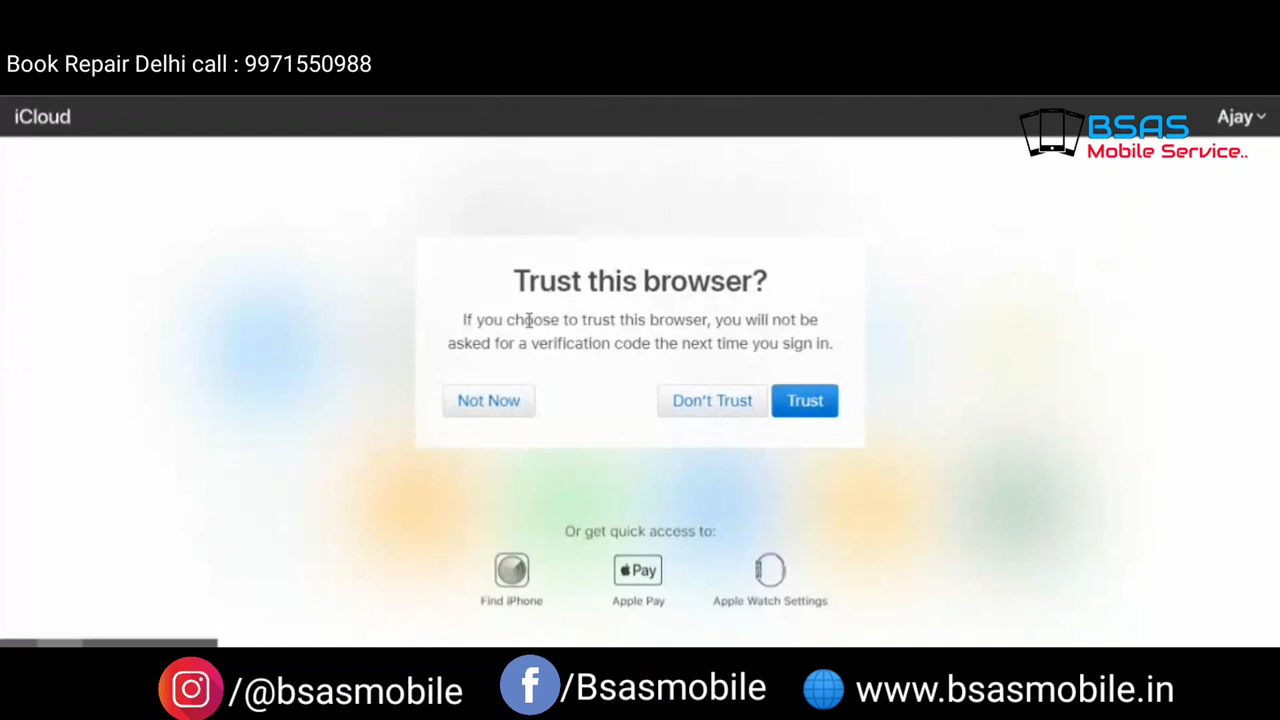 Book Repair Delhi call : 9971550988
iCloud
Ajay
BSAS
Mobile Service..
Trust this browser?
If you choose to trust this browser, you will not be
asked for a verification code the next time you sign in.
Not Now
Don't Trust
Trust
Or get quick access to:
Pay
Find iPhone
Apple Pay
Apple Watch Settings
/@bsasmobile
/Bsasmobile
www.bsasmobile.in